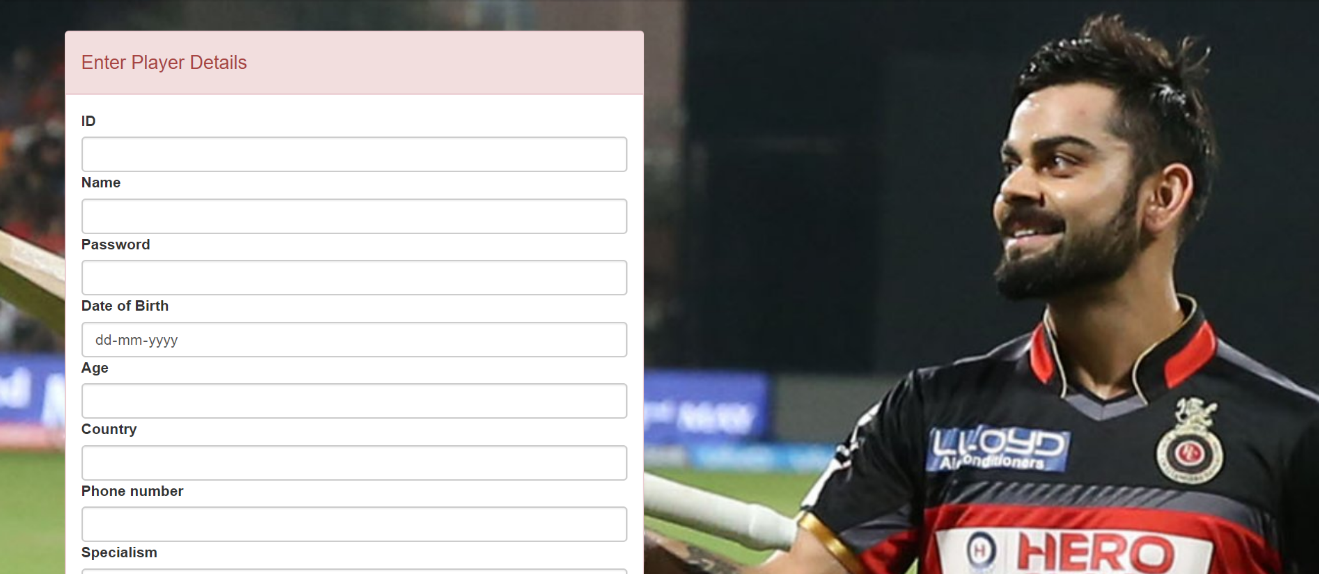 Enter Player Details
ID
Name
Password
Date of Birth
dd-mm-yyyy
Age
Country
Phone number
Specialism
LLOYD
Air Conditioners
HERO